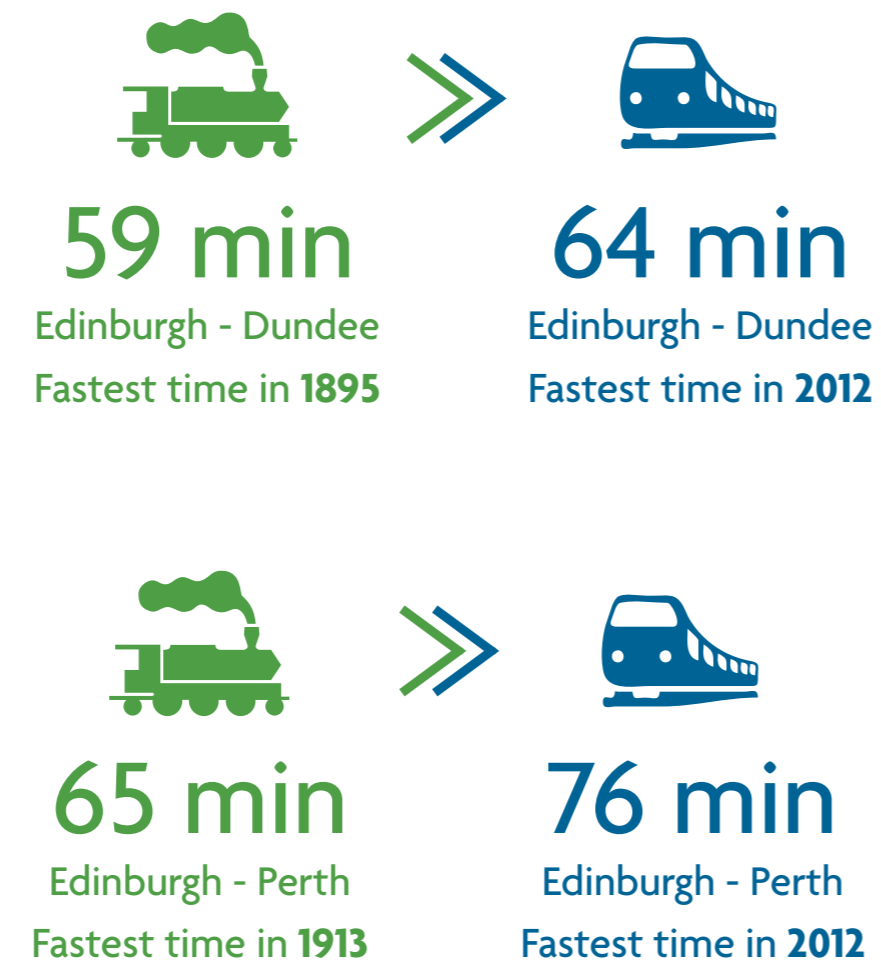 59 min
Edinburgh - Dundee
Fastest time in 1895
64 min
Edinburgh - Dundee
Fastest time in 2012
65 min
Edinburgh - Perth
Fastest time in 1913
76 min
Edinburgh - Perth
Fastest time in 2012